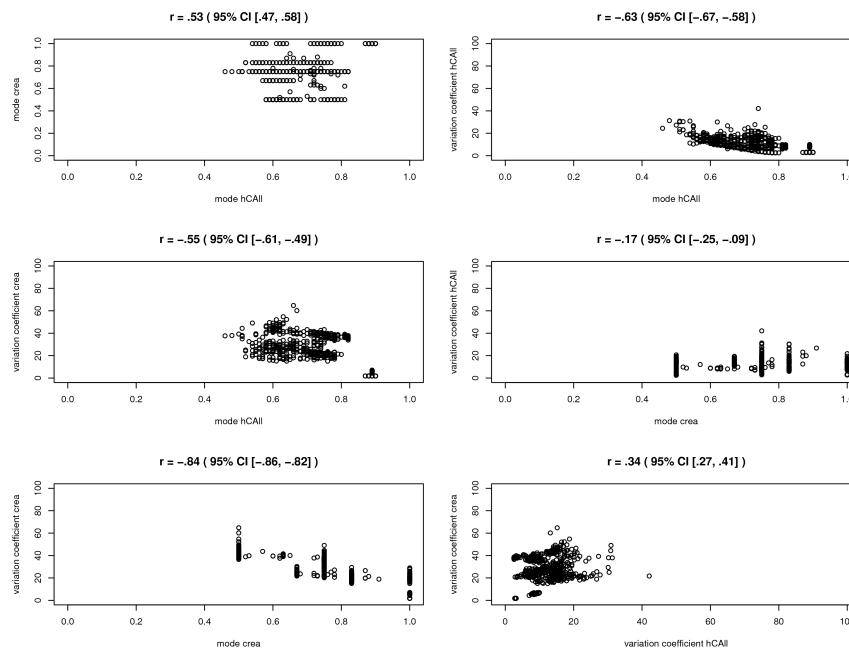 r = .53 ( 95% CI [.47, .58] )
mode crea
0.0 0.2 0.4 0.6 0.8 1.0
0.0 0.2 0.4 0.6 0.8 1.0
mode hCAII
r = −.63 ( 95% CI [−.67, −.58] )
variation coefficient hCAII
0 20 40 60 80 100
0.0 0.2 0.4 0.6 0.8 1.
mode hCAII
r = −.55 ( 95% CI [−.61, −.49] )
variation coefficient crea
0 20 40 60 80 100
0.0 0.2 0.4 0.6 0.8 1.0
mode hCAII
r = −.17 ( 95% CI [−.25, −.09] )
variation coefficient hCAII
0 20 40 60 80 100
0.0 0.2 0.4 0.6 0.8 1.
mode crea
r = −.84 ( 95% CI [−.86, −.82] )
variation coefficient crea
0 20 40 60 80 100
0.0 0.2 0.4 0.6 0.8 1.0
mode crea
r = .34 ( 95% CI [.27, .41] )
variation coefficient crea
0 20 40 60 80 100
0 20 40 60 80 100
variation coefficient hCAII